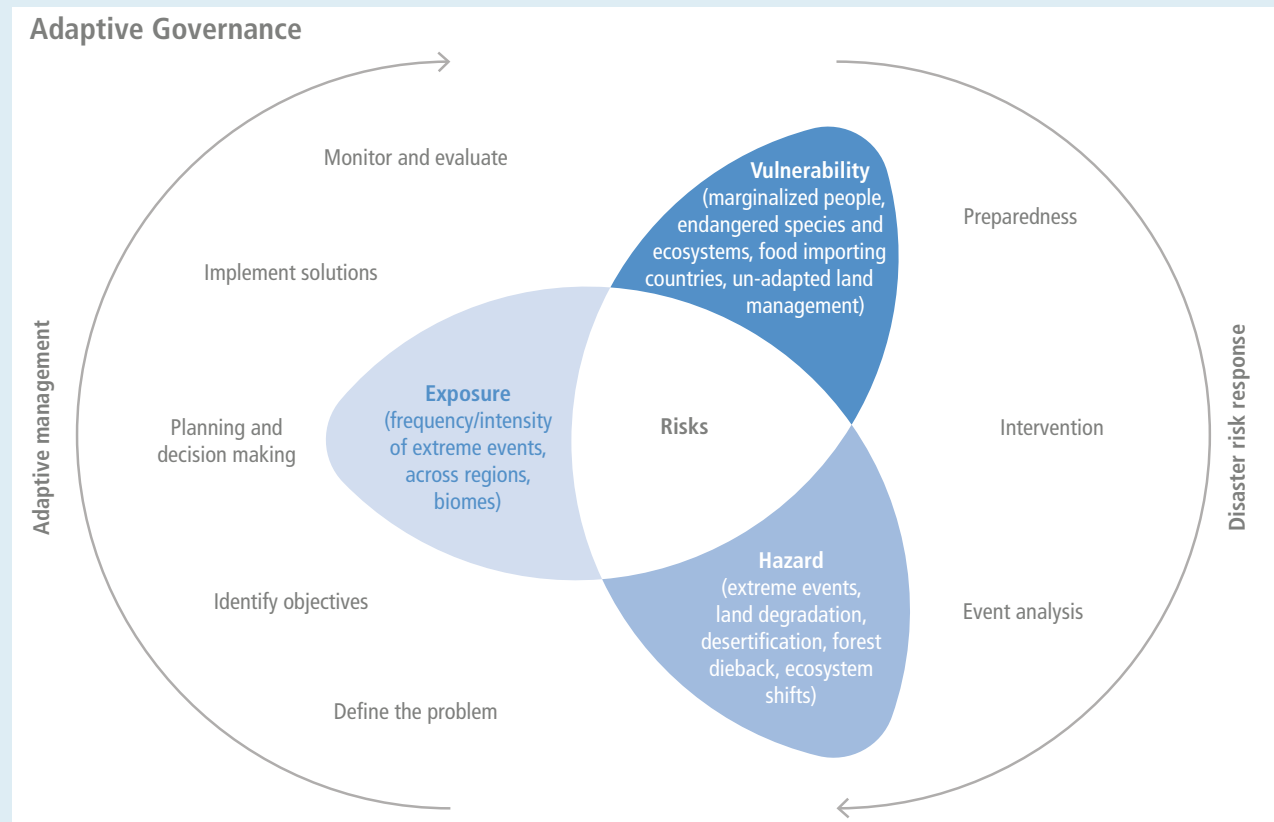 Adaptive Governance
Adaptive management
Monitor and evaluate
Implement solutions
Planning and
decision making
Identify objectives
Define the problem
Exposure
(frequency/intensity
of extreme events,
across regions,
biomes)
Vulnerability
(marginalized people,
endangered species and
ecosystems, food importing
countries, un-adapted land
management)
Risks
Hazard
(extreme events,
land degradation,
desertification, forest
dieback, ecosystem
shifts)
Preparedness
Intervention
Event analysis
Disaster risk response